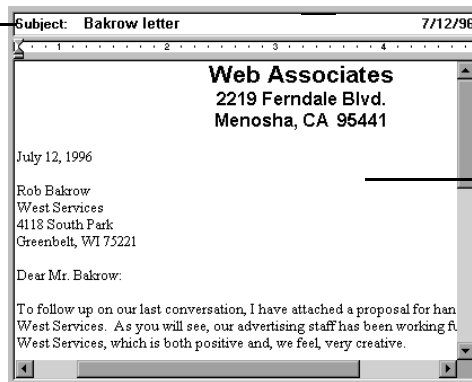 Subject: Bakrow letter 7/12/96
1 2 3 4
Web Associates
2219 Ferndale Blvd.
Menosha, CA 95441
July 12, 1996
Rob Bakrow
West Services
4118 South Park
Greenbelt, WI 75221
Dear Mr. Bakrow:
To follow up on our last conversation, I have attached a proposal for han
West Services. As you will see, our advertising staff has been working fu
West Services, which is both positive and, we feel, very creative.